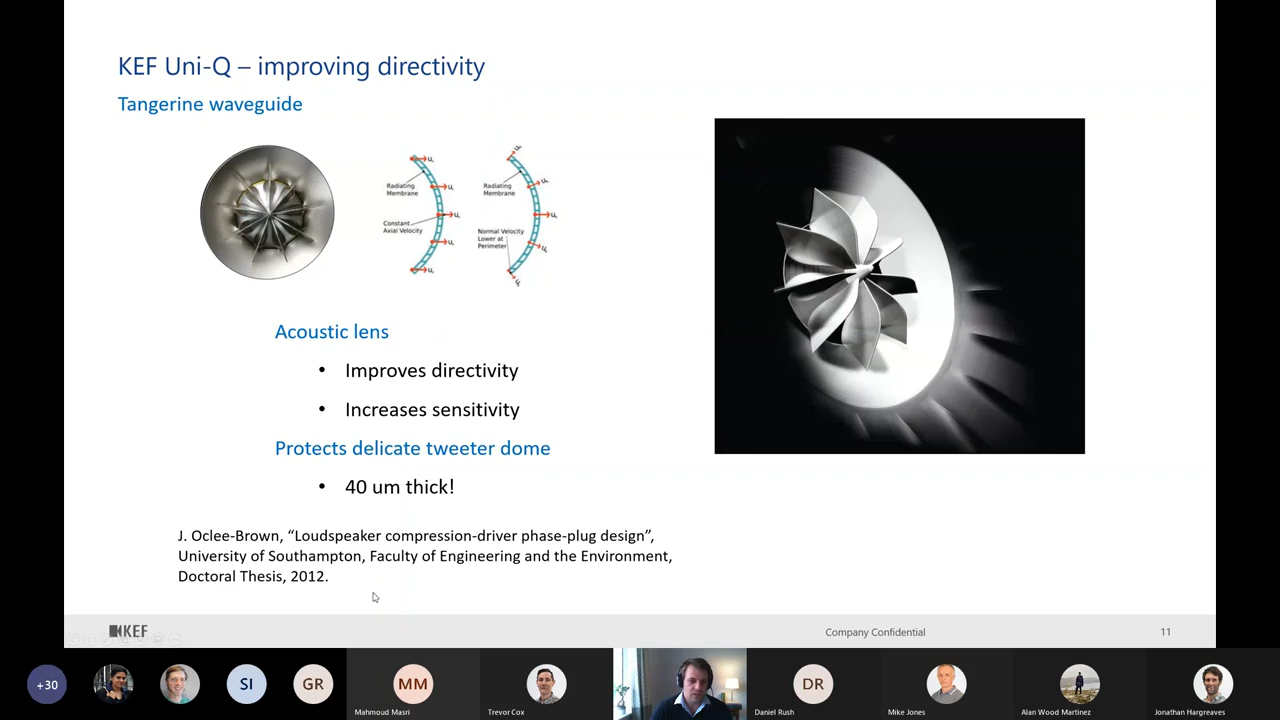 KEF Uni-Q – improving directivity
Tangerine waveguide
Radiating
Membrane
Constant
Axial Velocity
Radiating
Membrane
Normal Velocity
Lower at
Perimeter
Acoustic lens
• Improves directivity
• Increases sensitivity
Protects delicate tweeter dome
• 40 um thick!
J. Oclee-Brown, “Loudspeaker compression-driver phase-plug design”,
University of Southampton, Faculty of Engineering and the Environment,
Doctoral Thesis, 2012.
KEF
Company Confidential
11
+30
SI
GR
MM
DR
Mahmoud Masri
Trevor Cox
Daniel Rush
Mike Jones
Alan Wood Martinez
Jonathan Hargreaves